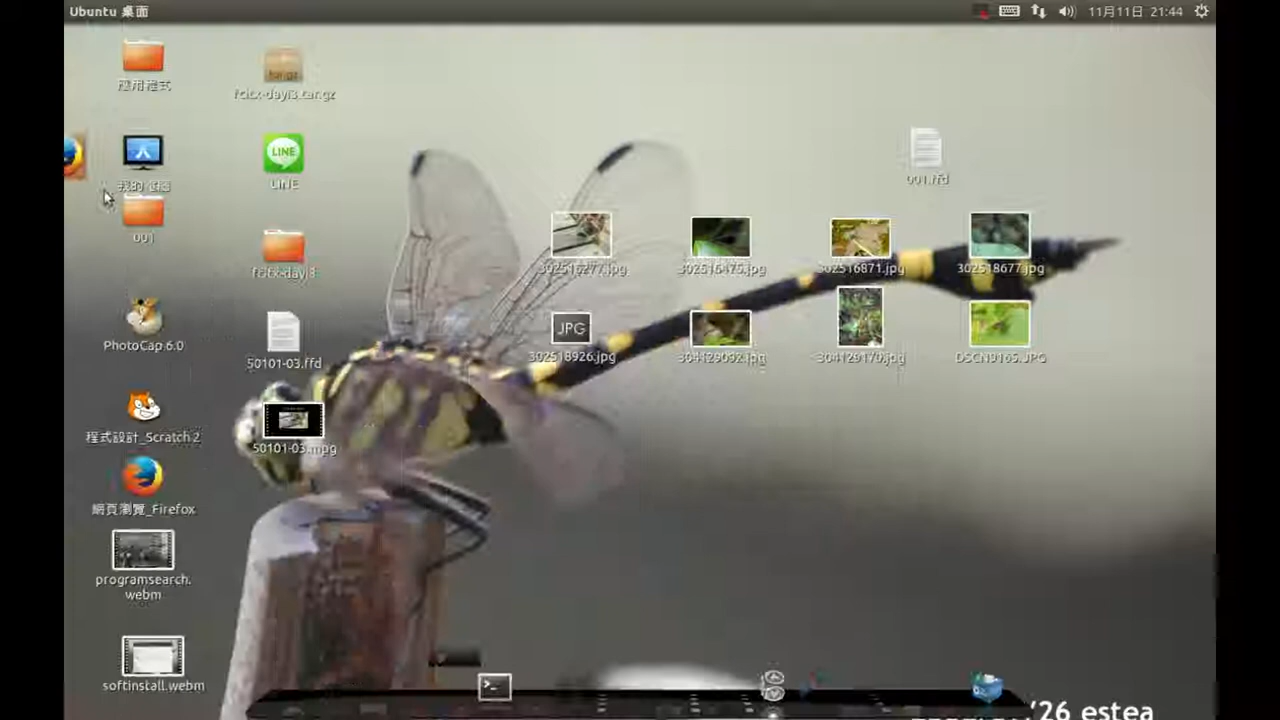 Ubuntu 桌面
11月11日 21:44
應用程式
fcitx-dayi3.tar.gz
LINE
001
fcitx-dayi3
PhotoCap 6.0
50101-03.ffd
程式設計_Scratch 2
50101-03.mpg
網頁瀏覽_Firefox
programsearch.
webm
softinstall.webm
001.ffd
302516277.jpg
302516475.jpg
302516871.jpg
302518677.jpg
JPG
302518926.jpg
304129092.jpg
304129170.jpg
DSCN9165.JPG
'26 estea